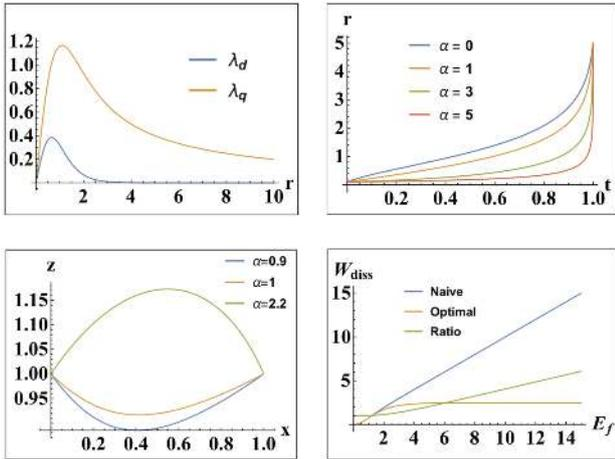 1.2
1.0
0.8
0.6
0.4
0.2
λd
λq
2 4 6 8 10 r
r
5
4
3
2
1
α = 0
α = 1
α = 3
α = 5
0.2 0.4 0.6 0.8 1.0 t
z
1.15
1.10
1.05
1.00
0.95
α=0.9
α=1
α=2.2
0.2 0.4 0.6 0.8 1.0 x
Wdiss
15
10
5
Naive
Optimal
Ratio
2 4 6 8 10 12 14 Ef